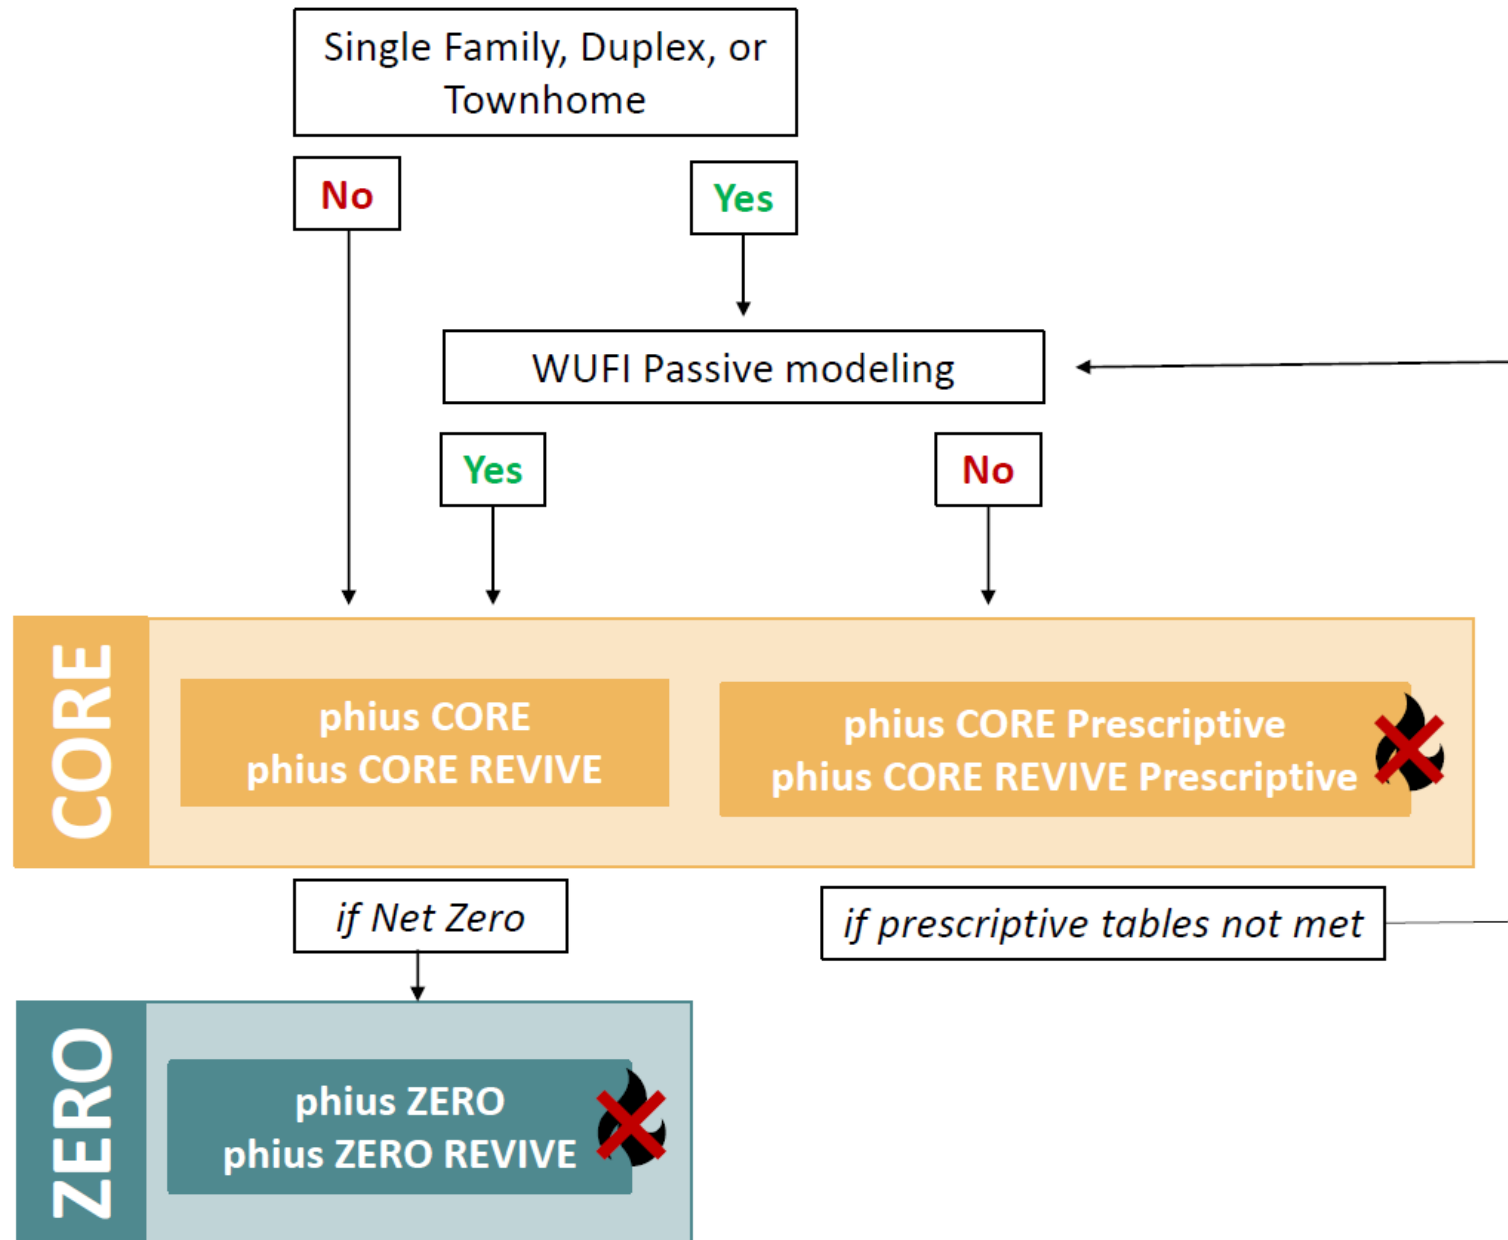 Single Family, Duplex, or
Townhome
No
Yes
WUFI Passive modeling
Yes
No
CORE
phius CORE
phius CORE REVIVE
phius CORE Prescriptive
phius CORE REVIVE Prescriptive
if Net Zero
if prescriptive tables not met
ZERO
phius ZERO
phius ZERO REVIVE